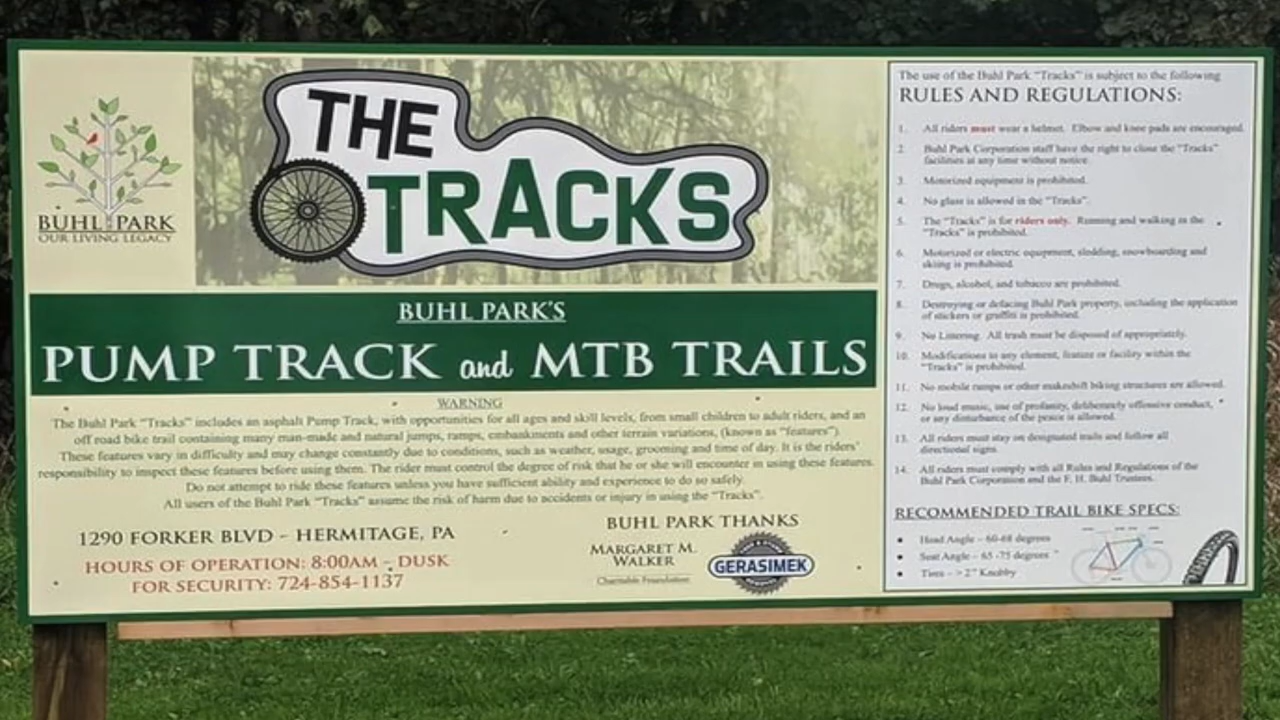 BUHL PARK
OUR LIVING LEGACY
THE
TRACKS
BUHL PARK'S
PUMP TRACK and MTB TRAILS
WARNING
The Buhl Park "Tracks" includes an asphalt Pump Track, with opportunities for all ages and skill levels, from small children to adult riders, and an
off road bike trail containing many man-made and natural jumps, ramps, embankments and other terrain variations, (known as "features").
These features vary in difficulty and may change constantly due to conditions, such as weather, usage, grooming and time of day. It is the riders'
responsibility to inspect these features before using them. The rider must control the degree of risk that he or she will encounter in using these features.
Do not attempt to ride these features unless you have sufficient ability and experience to do so safely.
All users of the Buhl Park "Tracks" assume the risk of harm due to accidents or injury in using the "Tracks".
1290 FORKER BLVD - HERMITAGE, PA
HOURS OF OPERATION: 8:00AM - DUSK
FOR SECURITY: 724-854-1137
BUHL PARK THANKS
MARGARET M.
WALKER
Charitable Foundation
GERASIMEK
The use of the Buhl Park "Tracks" is subject to the following
RULES AND REGULATIONS:
1. All riders must wear a helmet. Elbow and knee pads are encouraged.
2. Buhl Park Corporation staff have the right to close the "Tracks"
facilities at any time without notice.
3. Motorized equipment is prohibited.
4. No glass is allowed in the "Tracks".
5. The "Tracks" is for riders only. Running and walking in the
"Tracks" is prohibited.
6. Motorized or electric equipment, sledding, snowboarding and
skiing is prohibited.
7. Drugs, alcohol, and tobacco are prohibited.
8. Destroying or defacing Buhl Park property, including the application
of stickers or graffiti is prohibited.
9. No Littering. All trash must be disposed of appropriately.
10. Modifications to any element, feature or facility within the
"Tracks" is prohibited.
11. No mobile ramps or other makeshift biking structures are allowed.
12. No loud music, use of profanity, deliberately offensive conduct,
or any disturbance of the peace is allowed.
13. All riders must stay on designated trails and follow all
directional signs.
14. All riders must comply with all Rules and Regulations of the
Buhl Park Corporation and the F. H. Buhl Trustees.
RECOMMENDED TRAIL BIKE SPECS:
• Head Angle - 60-68 degrees
• Seat Angle - 65 -75 degrees
• Tires - > 2" Knobby